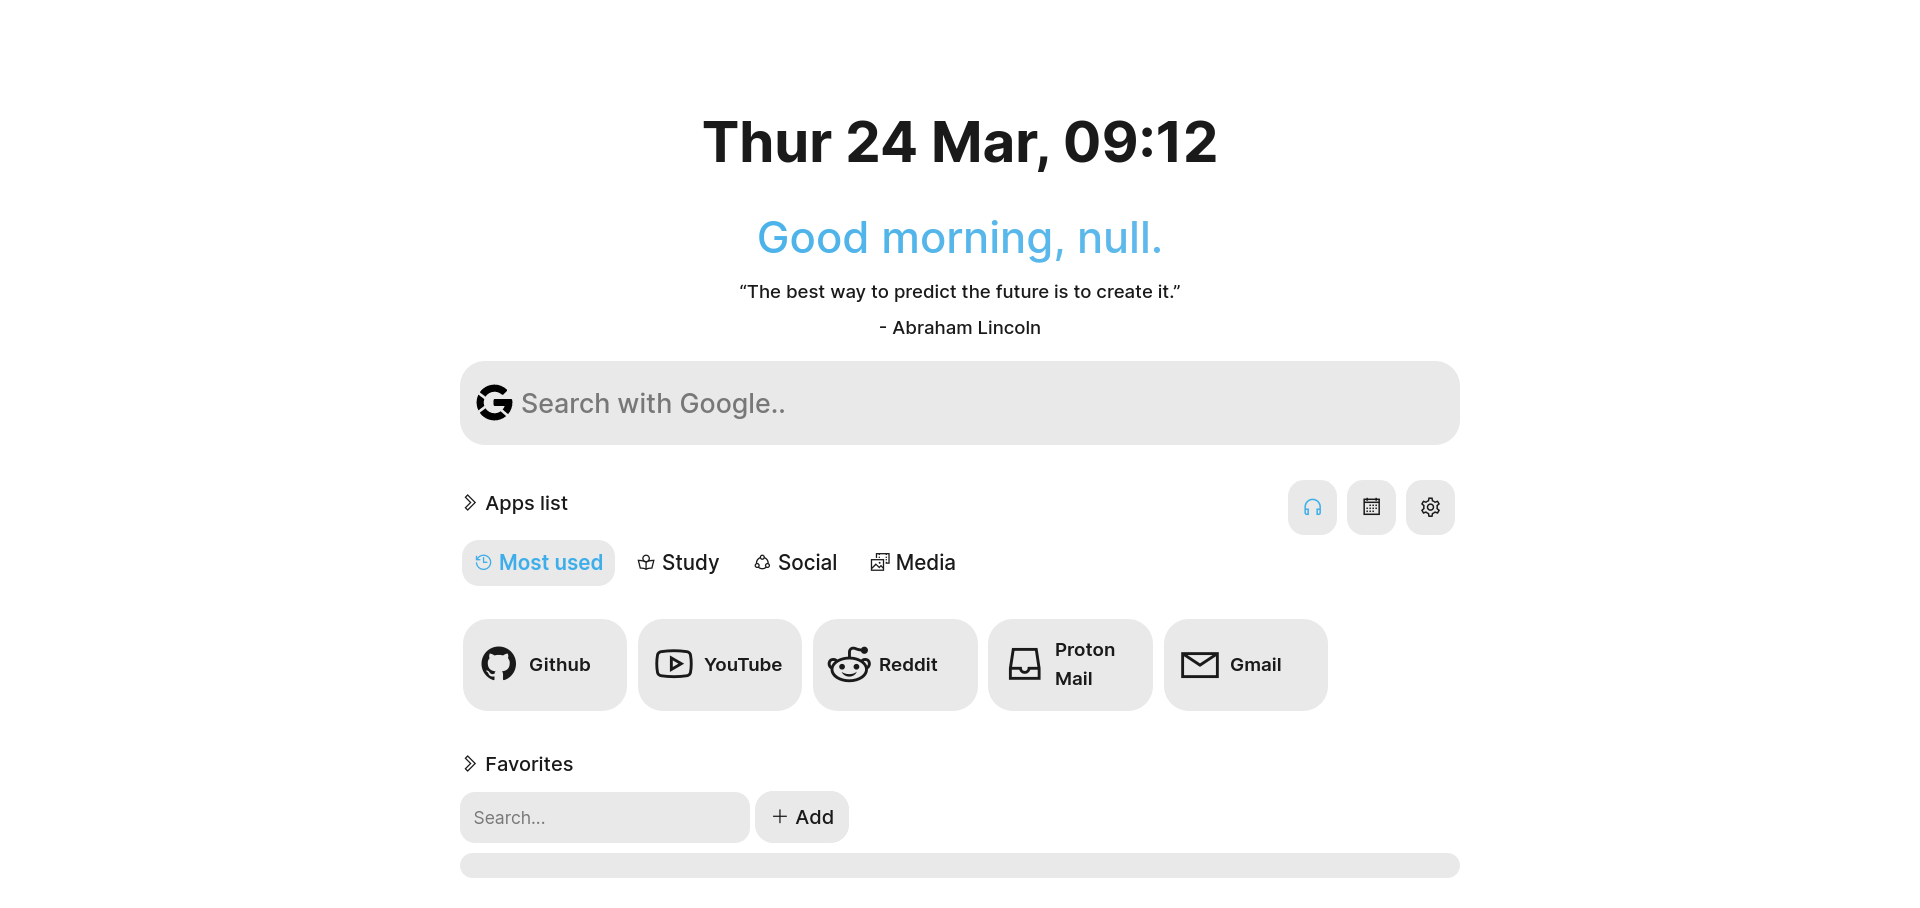 Thur 24 Mar, 09:12
Good morning, null.
“The best way to predict the future is to create it.”
- Abraham Lincoln
Search with Google..
Apps list
Most used
Study
Social
Media
Github
YouTube
Reddit
Proton
Mail
Gmail
Favorites
Search...
Add